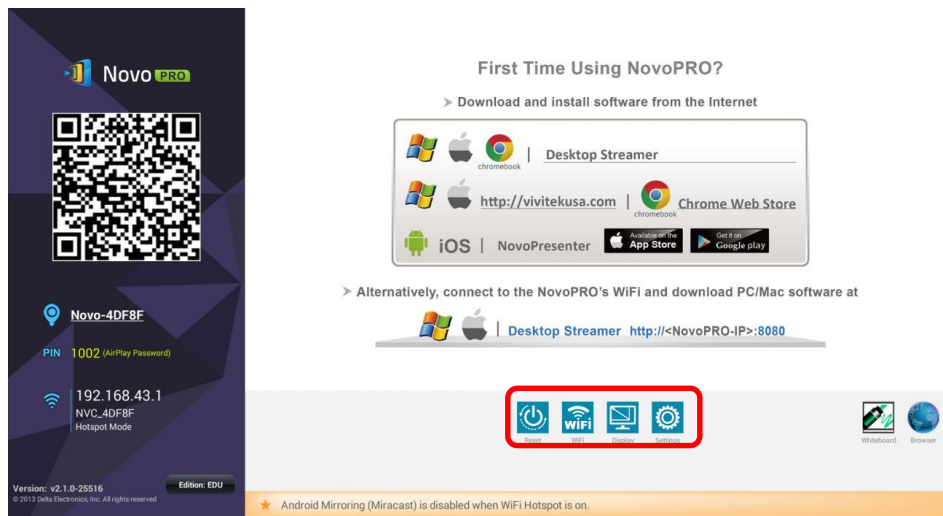 Novo PRO
Novo-4DF8F
PIN 1002 (AirPlay Password)
192.168.43.1
NVC_4DF8F
Hotspot Mode
Version: v2.1.0-25516
Edition: EDU
© 2013 Delta Electronics, Inc. All rights reserved
First Time Using NovoPRO?
➤ Download and install software from the Internet
chromebook | Desktop Streamer
http://vivitekusa.com | chromebook Chrome Web Store
iOS | NovoPresenter Available on the App Store Get it on Google play
➤ Alternatively, connect to the NovoPRO's WiFi and download PC/Mac software at
| Desktop Streamer http://<NovoPRO-IP>:8080
WiFi
Reset WiFi Display Settings Whiteboard Browser
Android Mirroring (Miracast) is disabled when WiFi Hotspot is on.